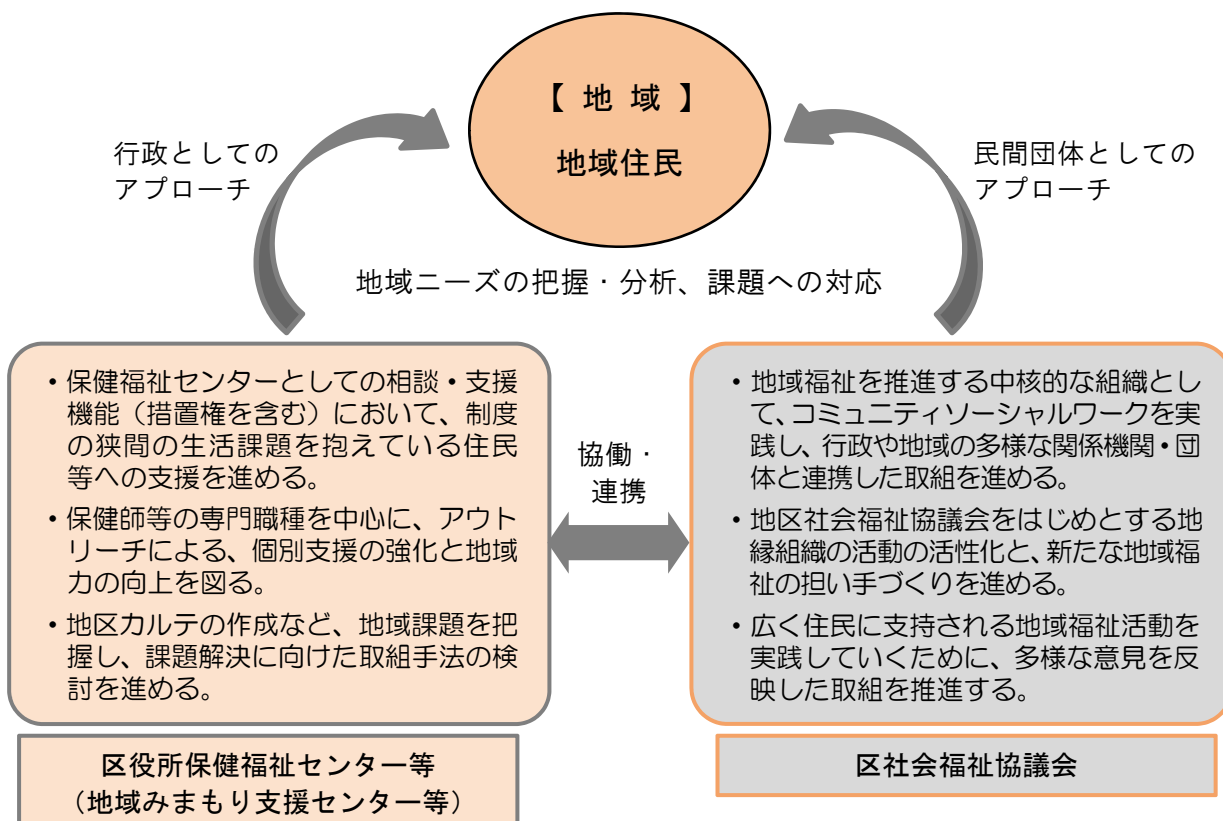 【 地 域 】
地域住民
行政としての
アプローチ
民間団体としての
アプローチ
地域ニーズの把握・分析、課題への対応
・保健福祉センターとしての相談・支援
機能（措置権を含む）において、制度
の狭間の生活課題を抱えている住民
等への支援を進める。
・保健師等の専門職種を中心に、アウト
リーチによる、個別支援の強化と地域
力の向上を図る。
・地区カルテの作成など、地域課題を把
握し、課題解決に向けた取組手法の検
討を進める。
協働・
連携
・地域福祉を推進する中核的な組織とし
て、コミュニティソーシャルワークを実
践し、行政や地域の多様な関係機関・団
体と連携した取組を進める。
・地区社会福祉協議会をはじめとする地
縁組織の活動の活性化と、新たな地域福
祉の担い手づくりを進める。
・広く住民に支持される地域福祉活動を
実践していくために、多様な意見を反
映した取組を推進する。
区役所保健福祉センター等
（地域みまもり支援センター等）
区社会福祉協議会